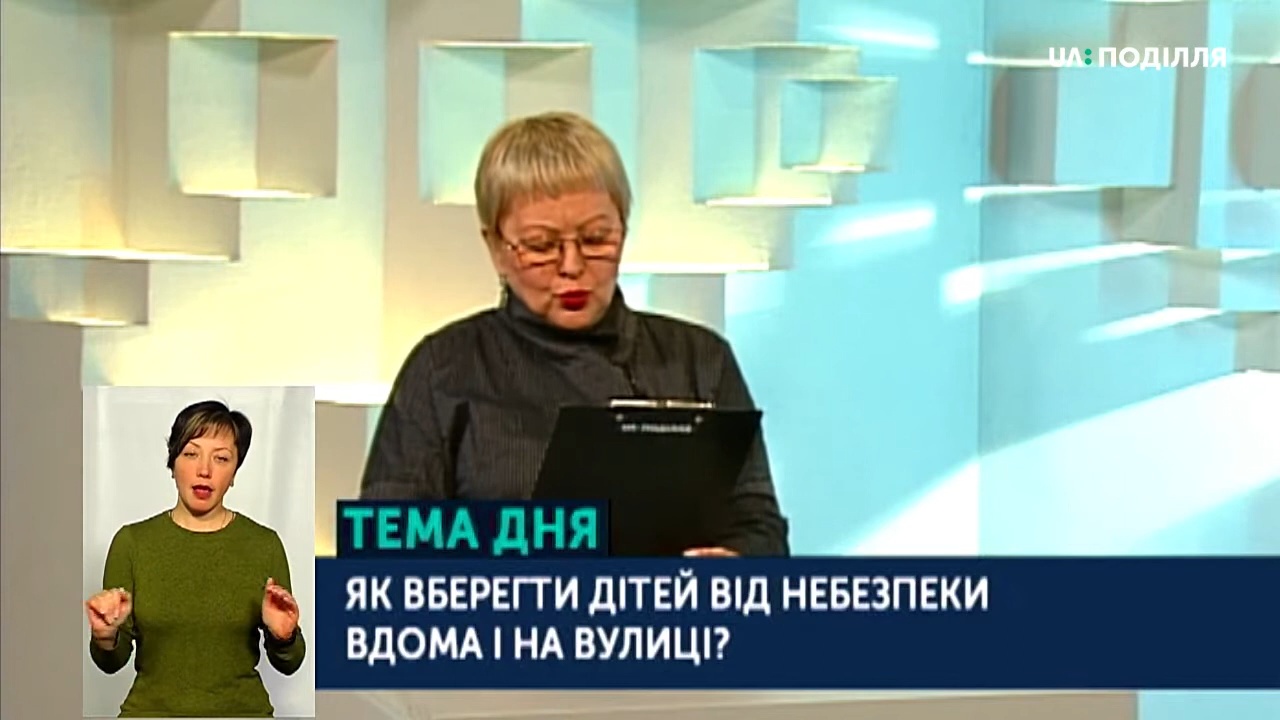 UA:ПОДІЛЛЯ
ТЕМА ДНЯ
ЯК ВБЕРЕГТИ ДІТЕЙ ВІД НЕБЕЗПЕКИ
ВДОМА І НА ВУЛИЦІ?